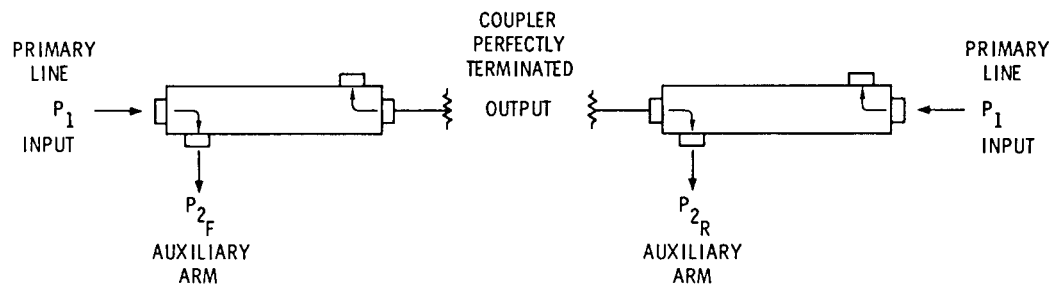 PRIMARY
LINE
P1
INPUT
P2F
AUXILIARY
ARM
COUPLER
PERFECTLY
TERMINATED
OUTPUT
PRIMARY
LINE
P1
INPUT
P2R
AUXILIARY
ARM